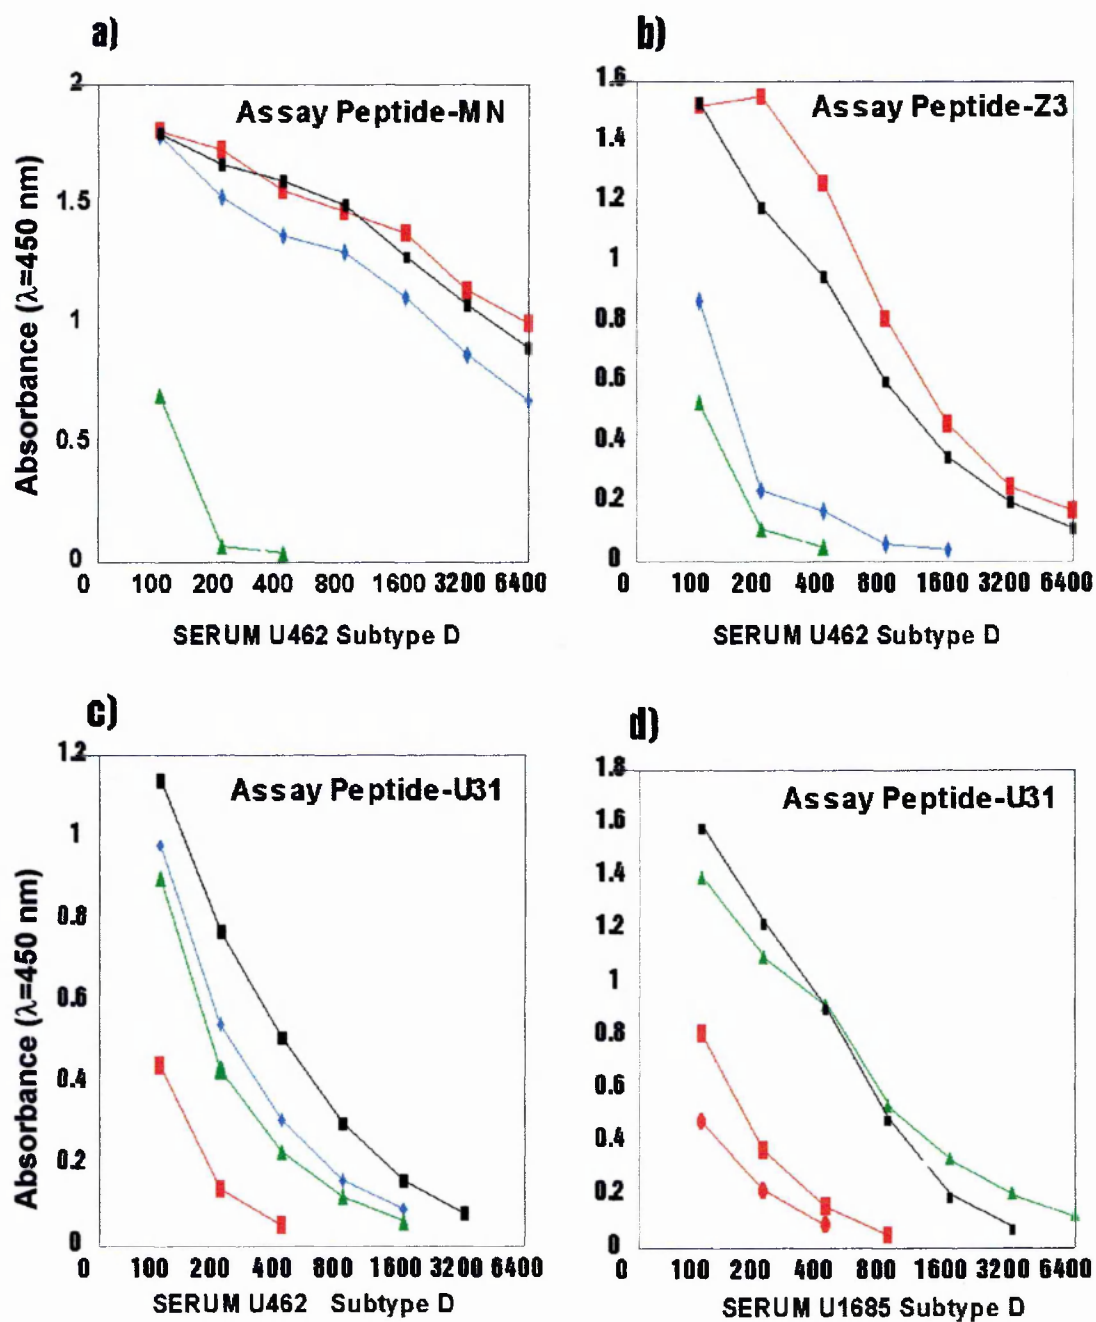 a)
Assay Peptide-MN
Absorbance (λ=450 nm)
2
1.5
1
0.5
0
0 100 200 400 800 1600 3200 6400
SERUM U462 Subtype D
b)
Assay Peptide-Z3
1.6
1.4
1.2
1
0.8
0.6
0.4
0.2
0
0 100 200 400 800 1600 3200 6400
SERUM U462 Subtype D
c)
Assay Peptide-U31
Absorbance (λ=450 nm)
1.2
1
0.8
0.6
0.4
0.2
0
0 100 200 400 800 1600 3200 6400
SERUM U462 Subtype D
d)
Assay Peptide-U31
1.8
1.6
1.4
1.2
1
0.8
0.6
0.4
0.2
0
0 100 200 400 800 1600 3200 6400
SERUM U1685 Subtype D